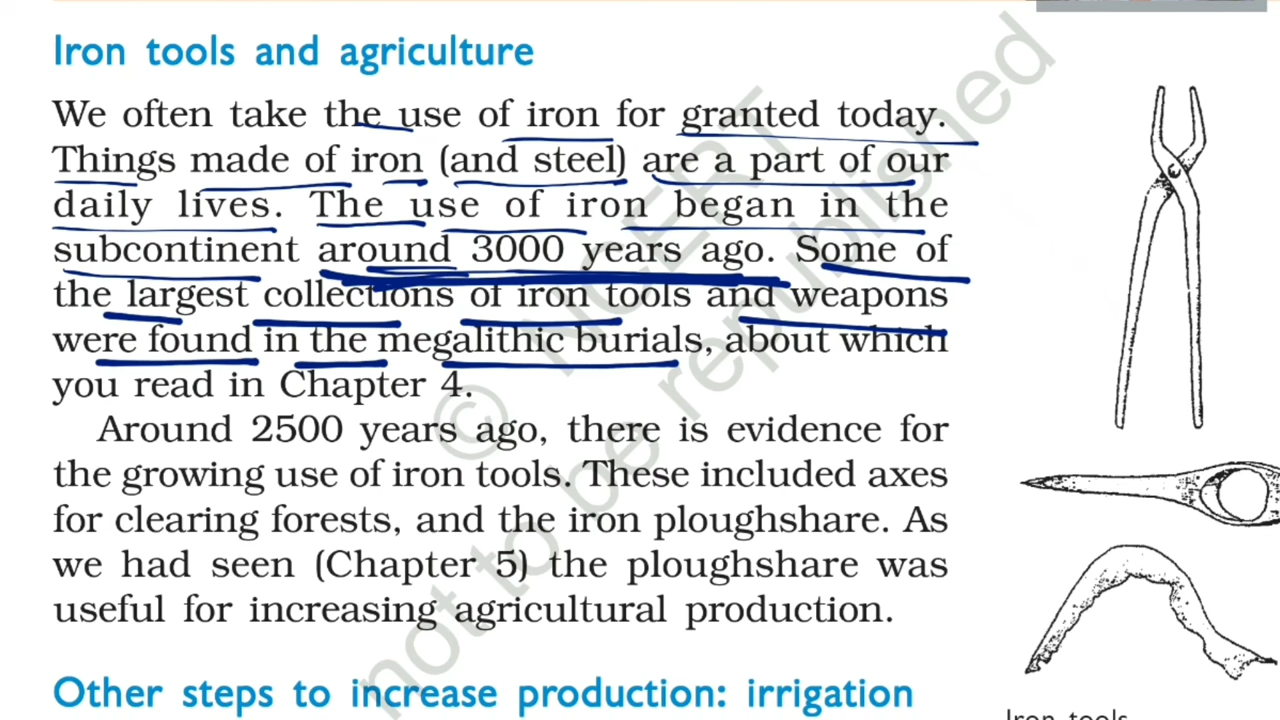 Iron tools and agriculture
We often take the use of iron for granted today.
Things made of iron (and steel) are a part of our
daily lives. The use of iron began in the
subcontinent around 3000 years ago. Some of
the largest collections of iron tools and weapons
were found in the megalithic burials, about which
you read in Chapter 4.
Around 2500 years ago, there is evidence for
the growing use of iron tools. These included axes
for clearing forests, and the iron ploughshare. As
we had seen (Chapter 5) the ploughshare was
useful for increasing agricultural production.
Other steps to increase production: irrigation
Iron tools
© NCERT
not to be republished